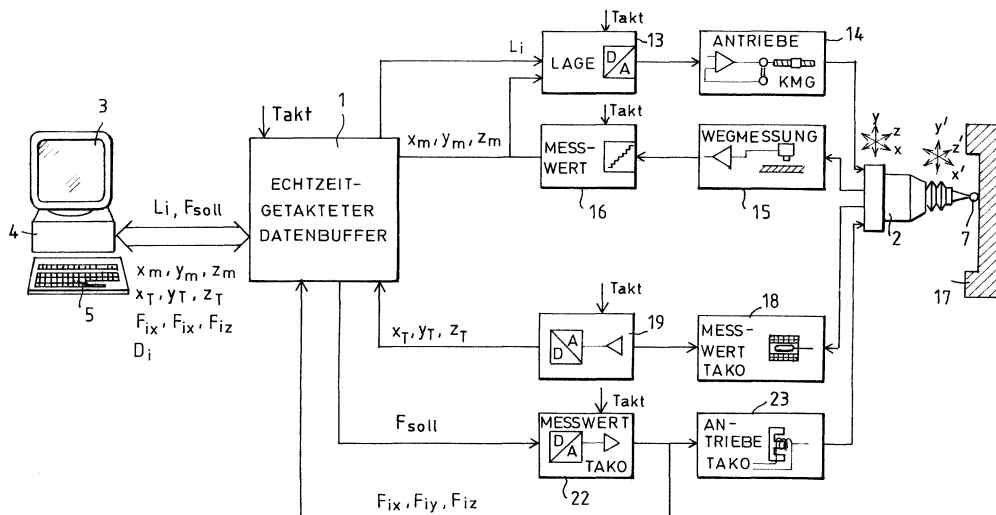 3
4
5
Li, Fsoll
xm, ym, zm
xT, yT, zT
Fix, Fix, Fiz
Di
Takt
1
ECHTZEIT-
GETAKTETER
DATENBUFFER
Li
xm, ym, zm
Takt
13
LAGE
D
A
14
ANTRIEBE
KMG
Takt
MESS-
WERT
16
WEGMESSUNG
15
y
z
x
y'
z'
x'
2
7
17
xT, yT, zT
Takt
19
A
D
18
MESS-
WERT
TAKO
Fsoll
Takt
MESSWERT
D
A
TAKO
22
23
AN-
TRIEBE
TAKO
Fix, Fiy, Fiz